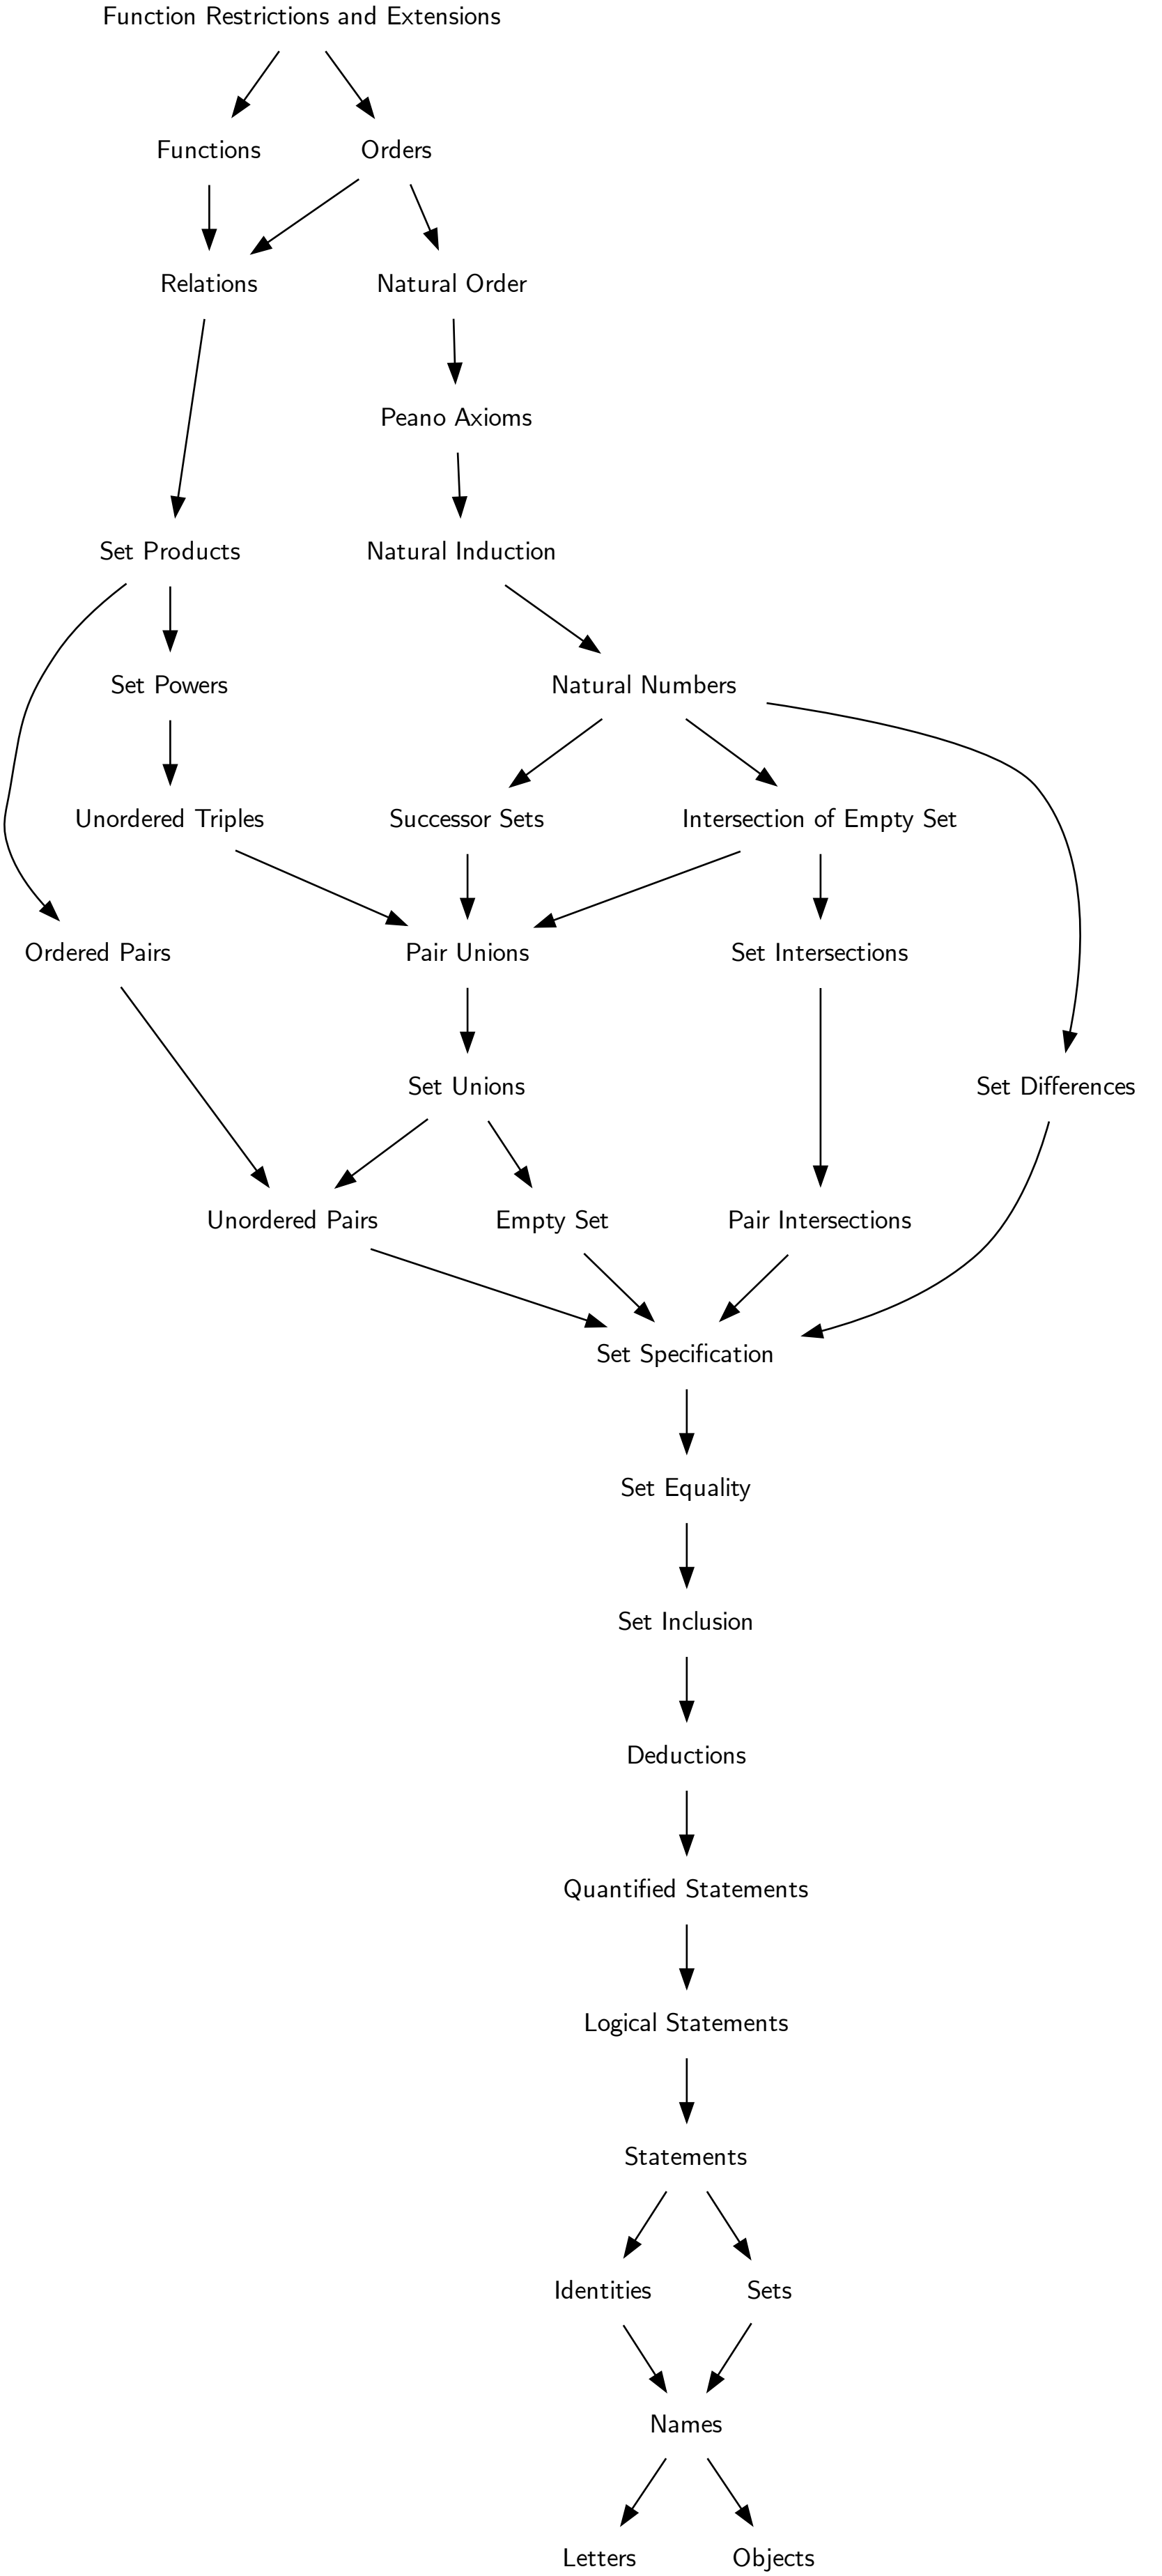 Function Restrictions and Extensions
Functions
Orders
Relations
Natural Order
Peano Axioms
Set Products
Natural Induction
Set Powers
Natural Numbers
Unordered Triples
Successor Sets
Intersection of Empty Set
Ordered Pairs
Pair Unions
Set Intersections
Set Unions
Set Differences
Unordered Pairs
Empty Set
Pair Intersections
Set Specification
Set Equality
Set Inclusion
Deductions
Quantified Statements
Logical Statements
Statements
Identities
Sets
Names
Letters
Objects